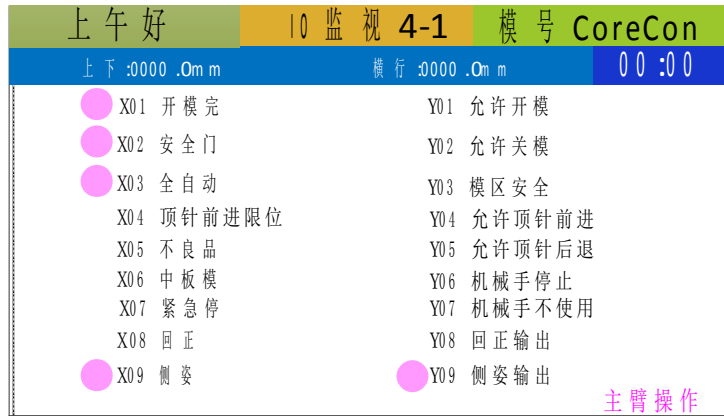 上午好 IO监视4-1 模号 CoreCon
上下:0000.0mm 横行:0000.0mm 00:00
X01 开模完 Y01 允许开模
X02 安全门 Y02 允许关模
X03 全自动 Y03 模区安全
X04 顶针前进限位 Y04 允许顶针前进
X05 不良品 Y05 允许顶针后退
X06 中板模 Y06 机械手停止
X07 紧急停 Y07 机械手不使用
X08 回正 Y08 回正输出
X09 侧姿 Y09 侧姿输出
主臂操作